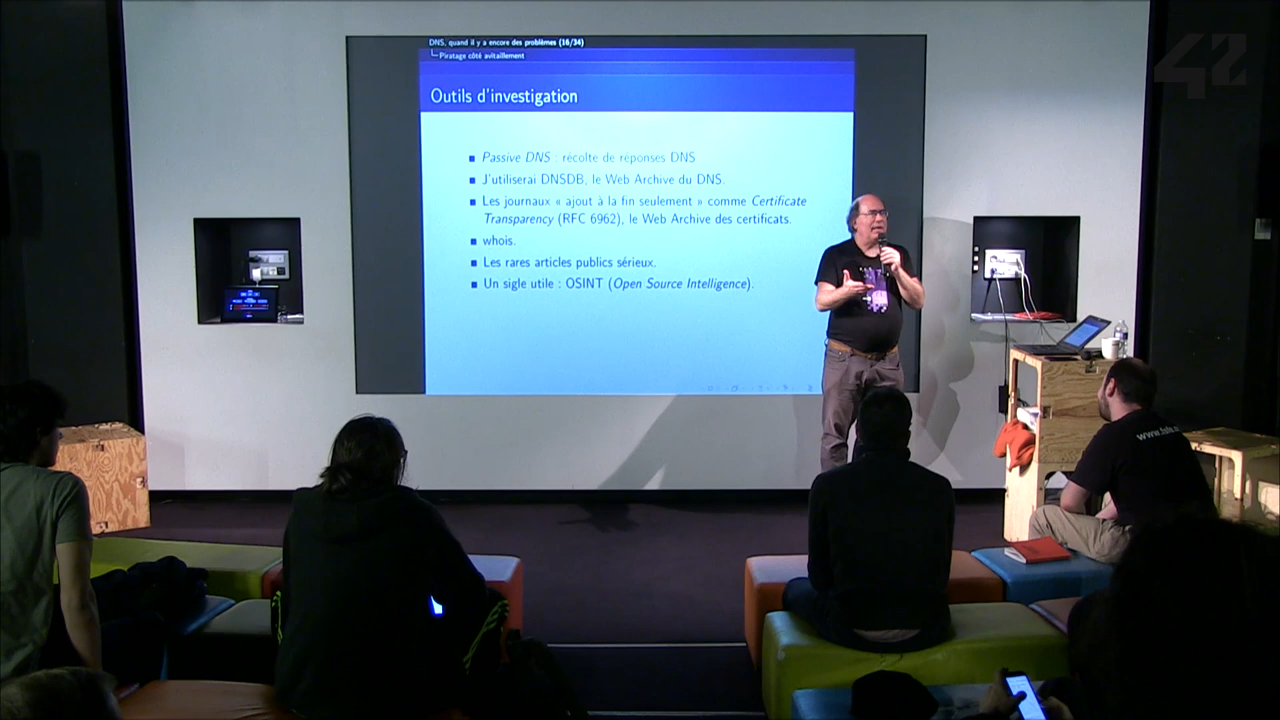 DNS, quand il y a encore des problèmes (16/34)
Piratage côté avitaillement
Outils d'investigation
Passive DNS : récolte de réponses DNS
J'utiliserai DNSDB, le Web Archive du DNS.
Les journaux « ajout à la fin seulement » comme Certificate
Transparency (RFC 6962), le Web Archive des certificats.
whois.
Les rares articles publics sérieux.
Un sigle utile : OSINT (Open Source Intelligence).
42